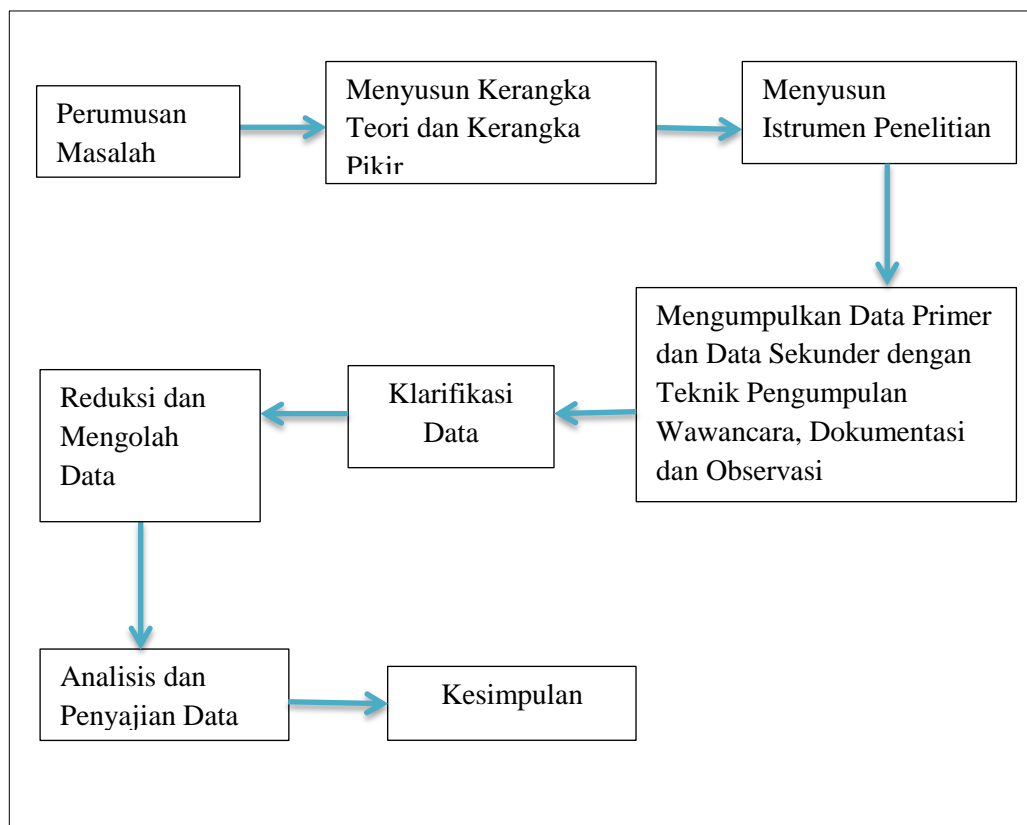 Perumusan
Masalah
Menyusun Kerangka
Teori dan Kerangka
Pikir
Menyusun
Istrumen Penelitian
Mengumpulkan Data Primer
dan Data Sekunder dengan
Teknik Pengumpulan
Wawancara, Dokumentasi
dan Observasi
Klarifikasi
Data
Reduksi dan
Mengolah
Data
Analisis dan
Penyajian Data
Kesimpulan